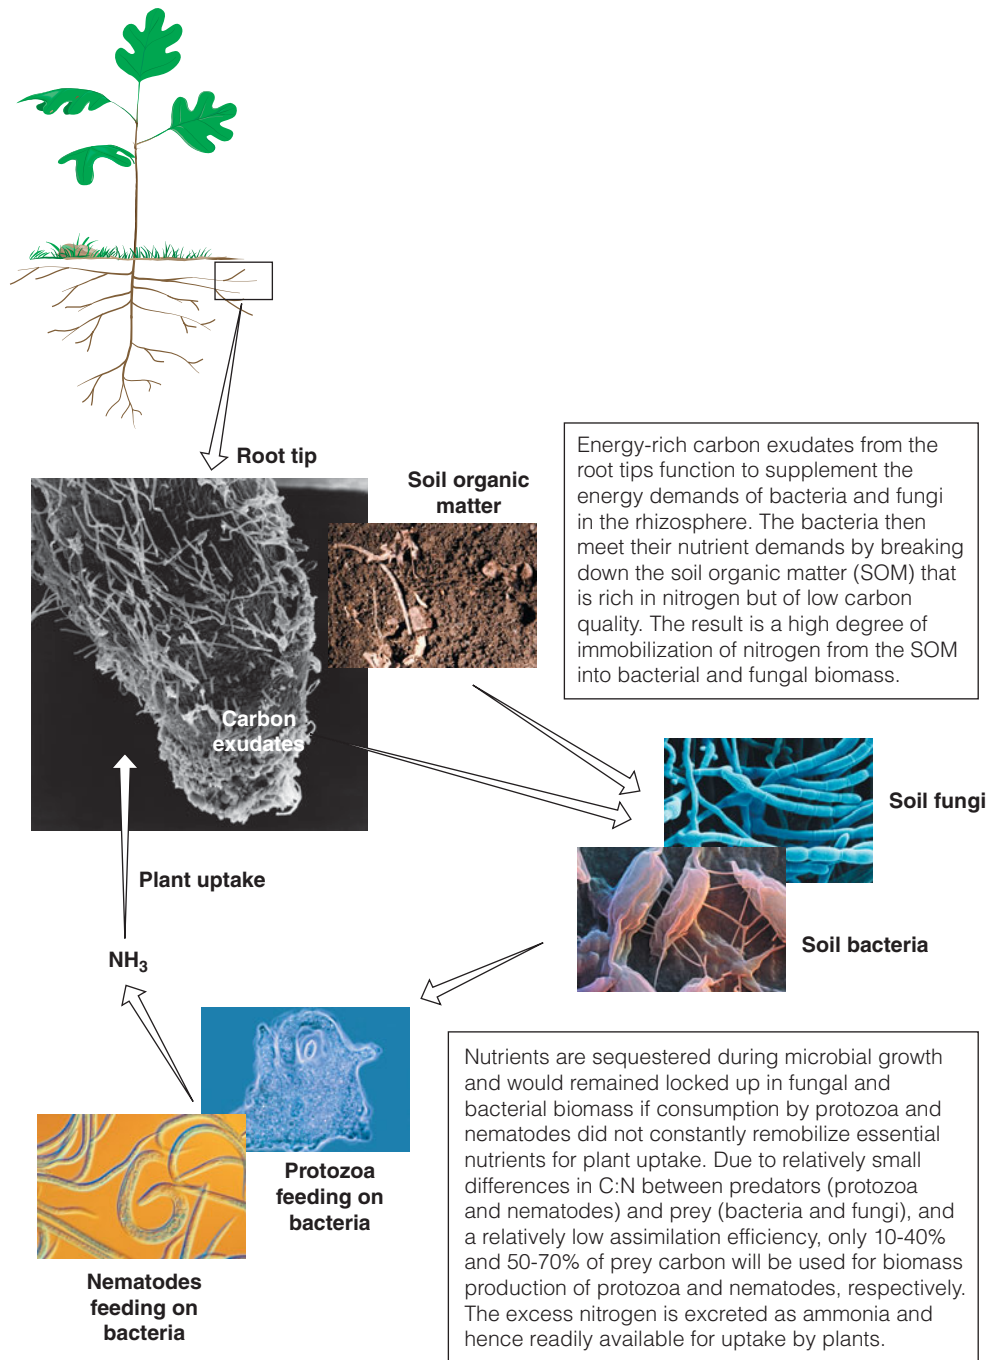 Root tip
Soil organic
matter
Energy-rich carbon exudates from the
root tips function to supplement the
energy demands of bacteria and fungi
in the rhizosphere. The bacteria then
meet their nutrient demands by breaking
down the soil organic matter (SOM) that
is rich in nitrogen but of low carbon
quality. The result is a high degree of
immobilization of nitrogen from the SOM
into bacterial and fungal biomass.
Carbon
exudates
Soil fungi
Plant uptake
Soil bacteria
NH₃
Nutrients are sequestered during microbial growth
and would remained locked up in fungal and
bacterial biomass if consumption by protozoa and
nematodes did not constantly remobilize essential
nutrients for plant uptake. Due to relatively small
differences in C:N between predators (protozoa
and nematodes) and prey (bacteria and fungi), and
a relatively low assimilation efficiency, only 10-40%
and 50-70% of prey carbon will be used for biomass
production of protozoa and nematodes, respectively.
The excess nitrogen is excreted as ammonia and
hence readily available for uptake by plants.
Protozoa
feeding on
bacteria
Nematodes
feeding on
bacteria